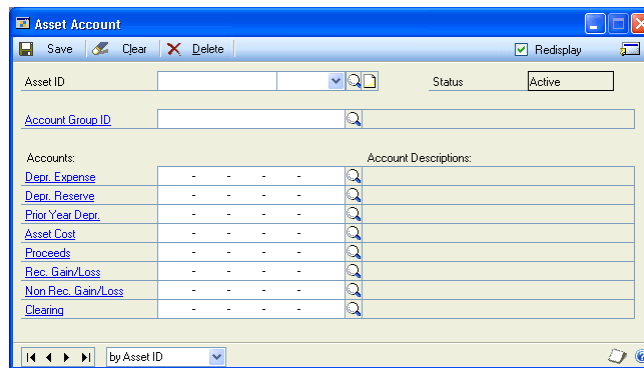 Asset Account
Save Clear Delete Redisplay
Asset ID Status Active
Account Group ID
Accounts: Account Descriptions:
Depr. Expense - - - -
Depr. Reserve - - - -
Prior Year Depr. - - - -
Asset Cost - - - -
Proceeds - - - -
Rec. Gain/Loss - - - -
Non Rec. Gain/Loss - - - -
Clearing - - - -
by Asset ID